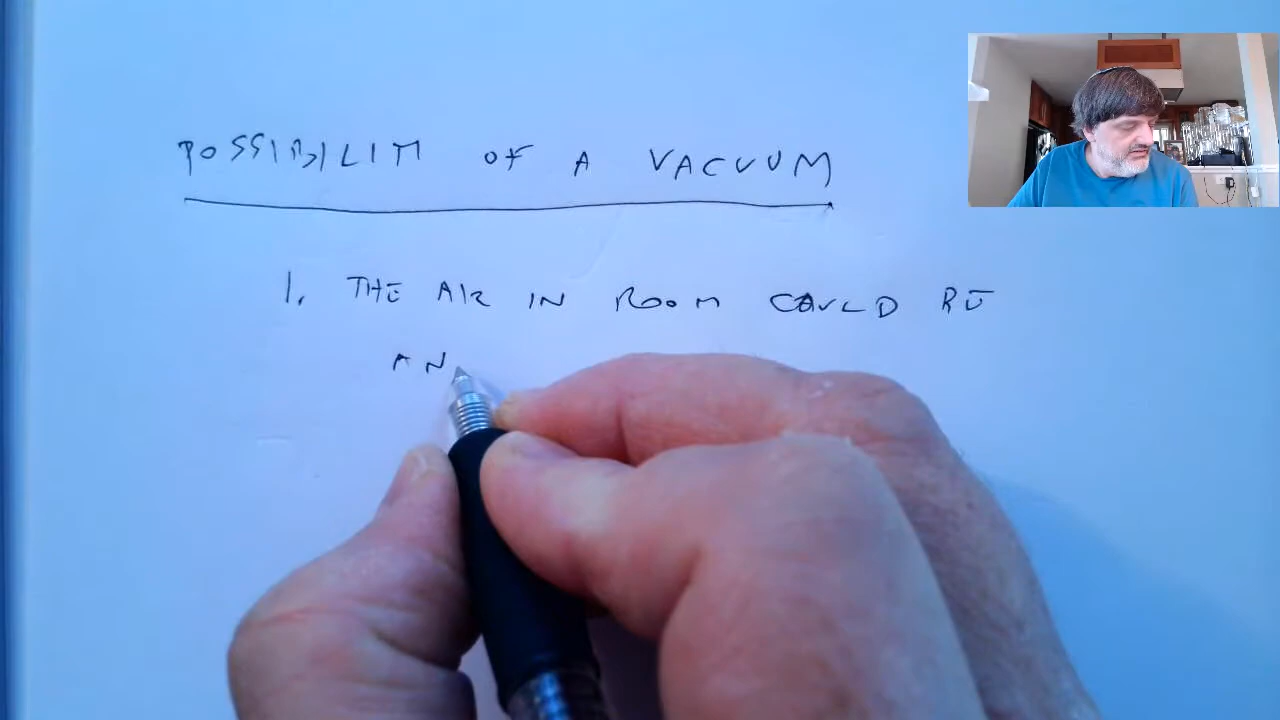 POSSIBILITY OF A VACUUM
1. THE AIR IN ROOM COULD BE
AN